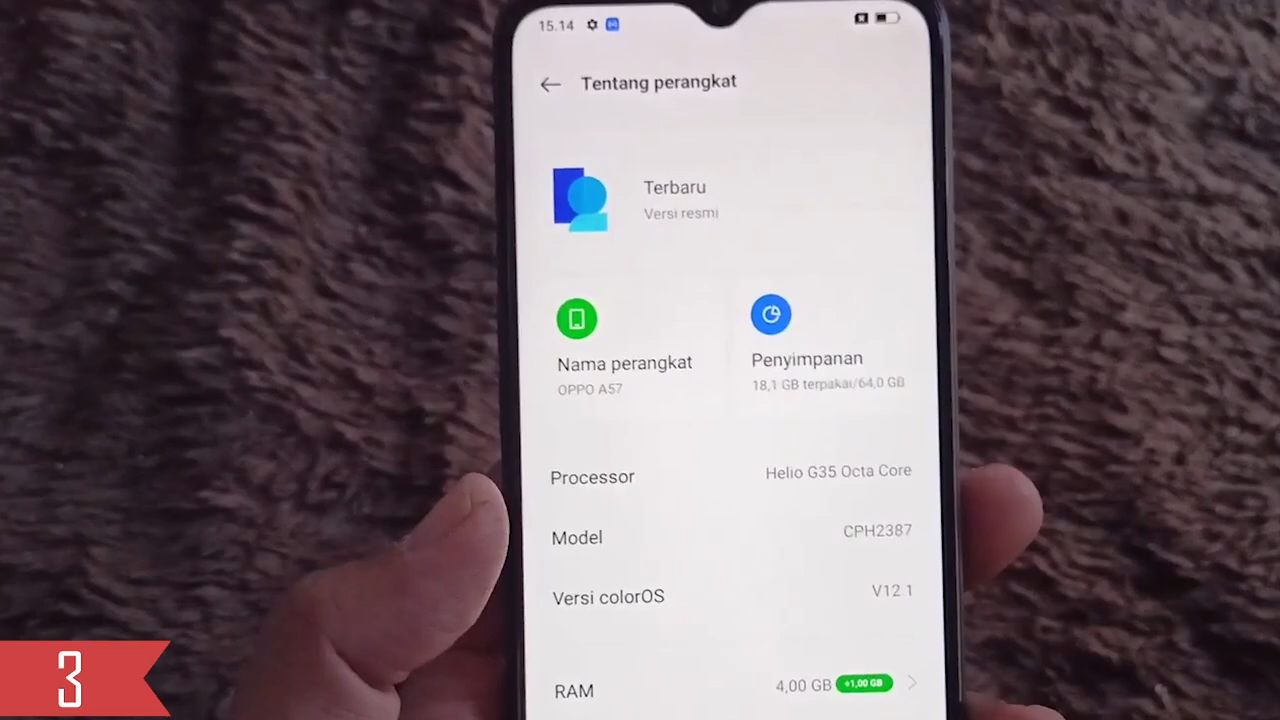 15.14
Tentang perangkat
Terbaru
Versi resmi
Nama perangkat
OPPO A57
Penyimpanan
18,1 GB terpakai/64,0 GB
Processor Helio G35 Octa Core
Model CPH2387
Versi colorOS V12 1
RAM 4,00 GB +1,00 GB
3